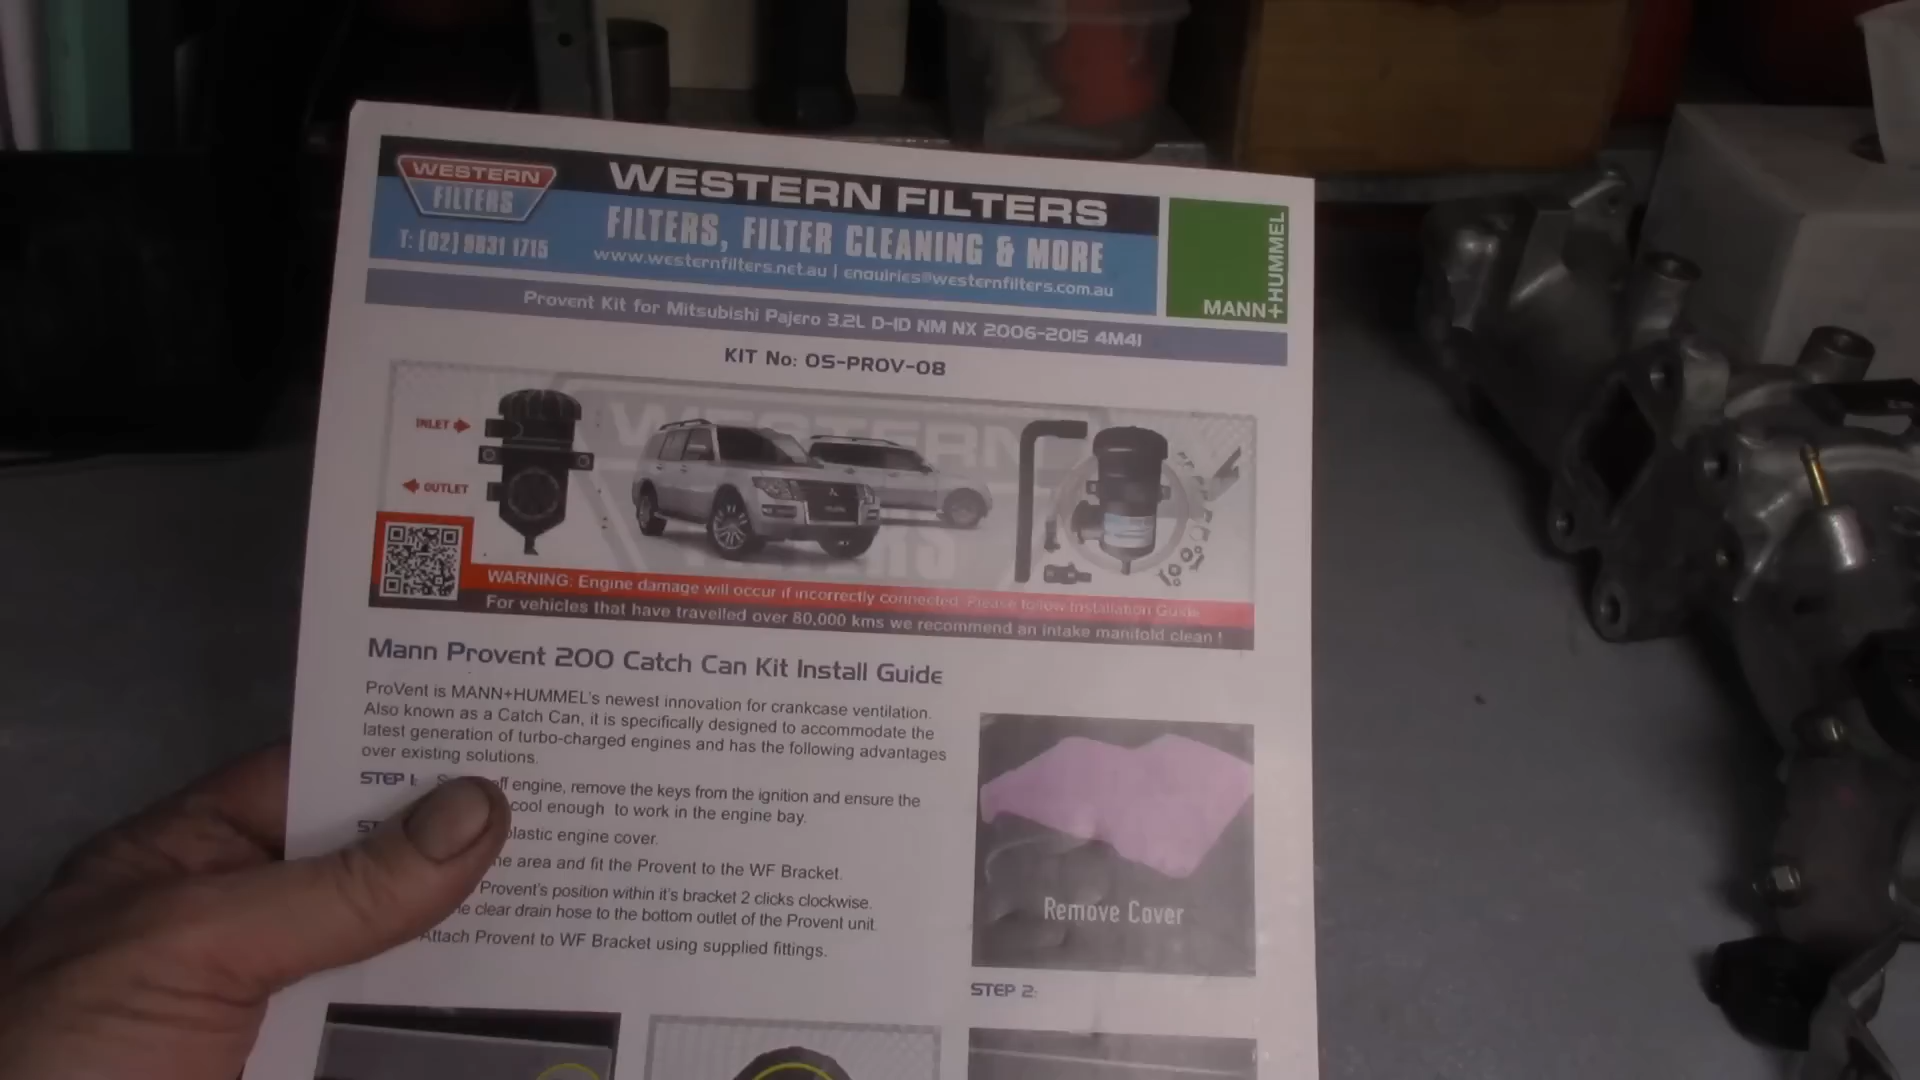 WESTERN
FILTERS
T: (02) 9831 1715
WESTERN FILTERS
FILTERS, FILTER CLEANING & MORE
www.westernfilters.net.au | enquiries@westernfilters.com.au
MANN+HUMMEL
Provent Kit for Mitsubishi Pajero 3.2L D-ID NM NX 2006-2015 4M41
KIT No: OS-PROV-08
INLET
OUTLET
WARNING: Engine damage will occur if incorrectly connected. Please follow Installation Guide
For vehicles that have travelled over 80,000 kms we recommend an intake manifold clean !
Mann Provent 200 Catch Can Kit Install Guide
ProVent is MANN+HUMMEL's newest innovation for crankcase ventilation.
Also known as a Catch Can, it is specifically designed to accommodate the
latest generation of turbo-charged engines and has the following advantages
over existing solutions.
STEP 1: engine, remove the keys from the ignition and ensure the
cool enough to work in the engine bay.
plastic engine cover.
area and fit the Provent to the WF Bracket.
Provent's position within it's bracket 2 clicks clockwise.
clear drain hose to the bottom outlet of the Provent unit.
Attach Provent to WF Bracket using supplied fittings.
Remove Cover
STEP 2: